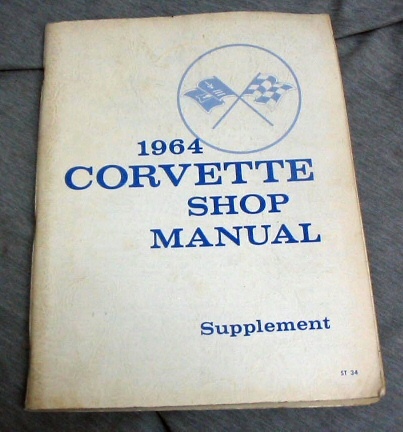 1964
CORVETTE
SHOP
MANUAL
Supplement
ST 34